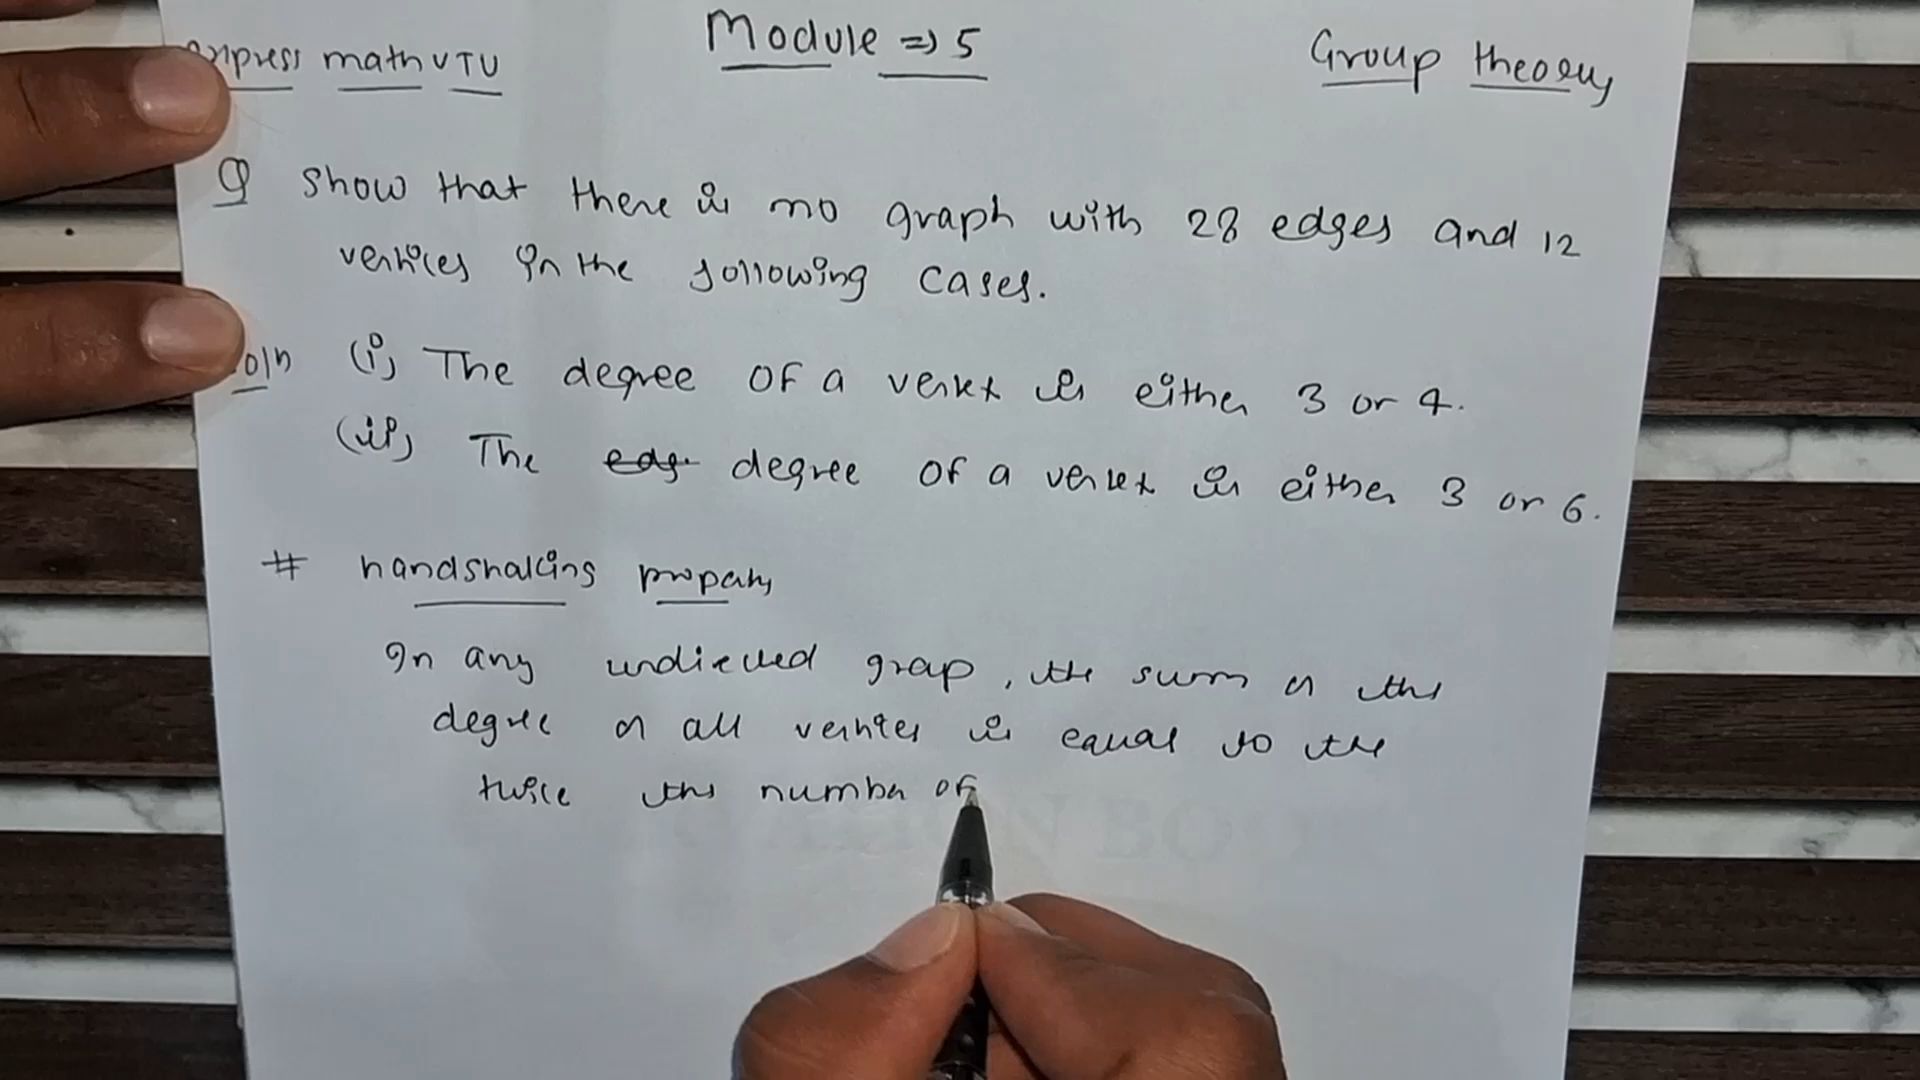 express math VTU
Module ⇒ 5
Group theory
Q show that there is no graph with 28 edges and 12
vertices in the following cases.
soln (i) The degree of a vertex is either 3 or 4.
(ii) The degree of a vertex is either 3 or 6.
# handshaking property
In any undirected grap, the sum of the
degree of all vertices is equal to the
twice the number of